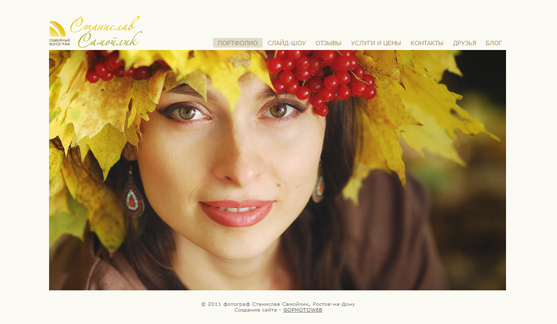 Станислав
Самойлик
СЕМЕЙНЫЙ
ФОТОГРАФ
ПОРТФОЛИО СЛАЙД-ШОУ ОТЗЫВЫ УСЛУГИ И ЦЕНЫ КОНТАКТЫ ДРУЗЬЯ БЛОГ
© 2011 фотограф Станислав Самойлик, Ростов-на-Дону
Создание сайта - GOPHOTOWEB